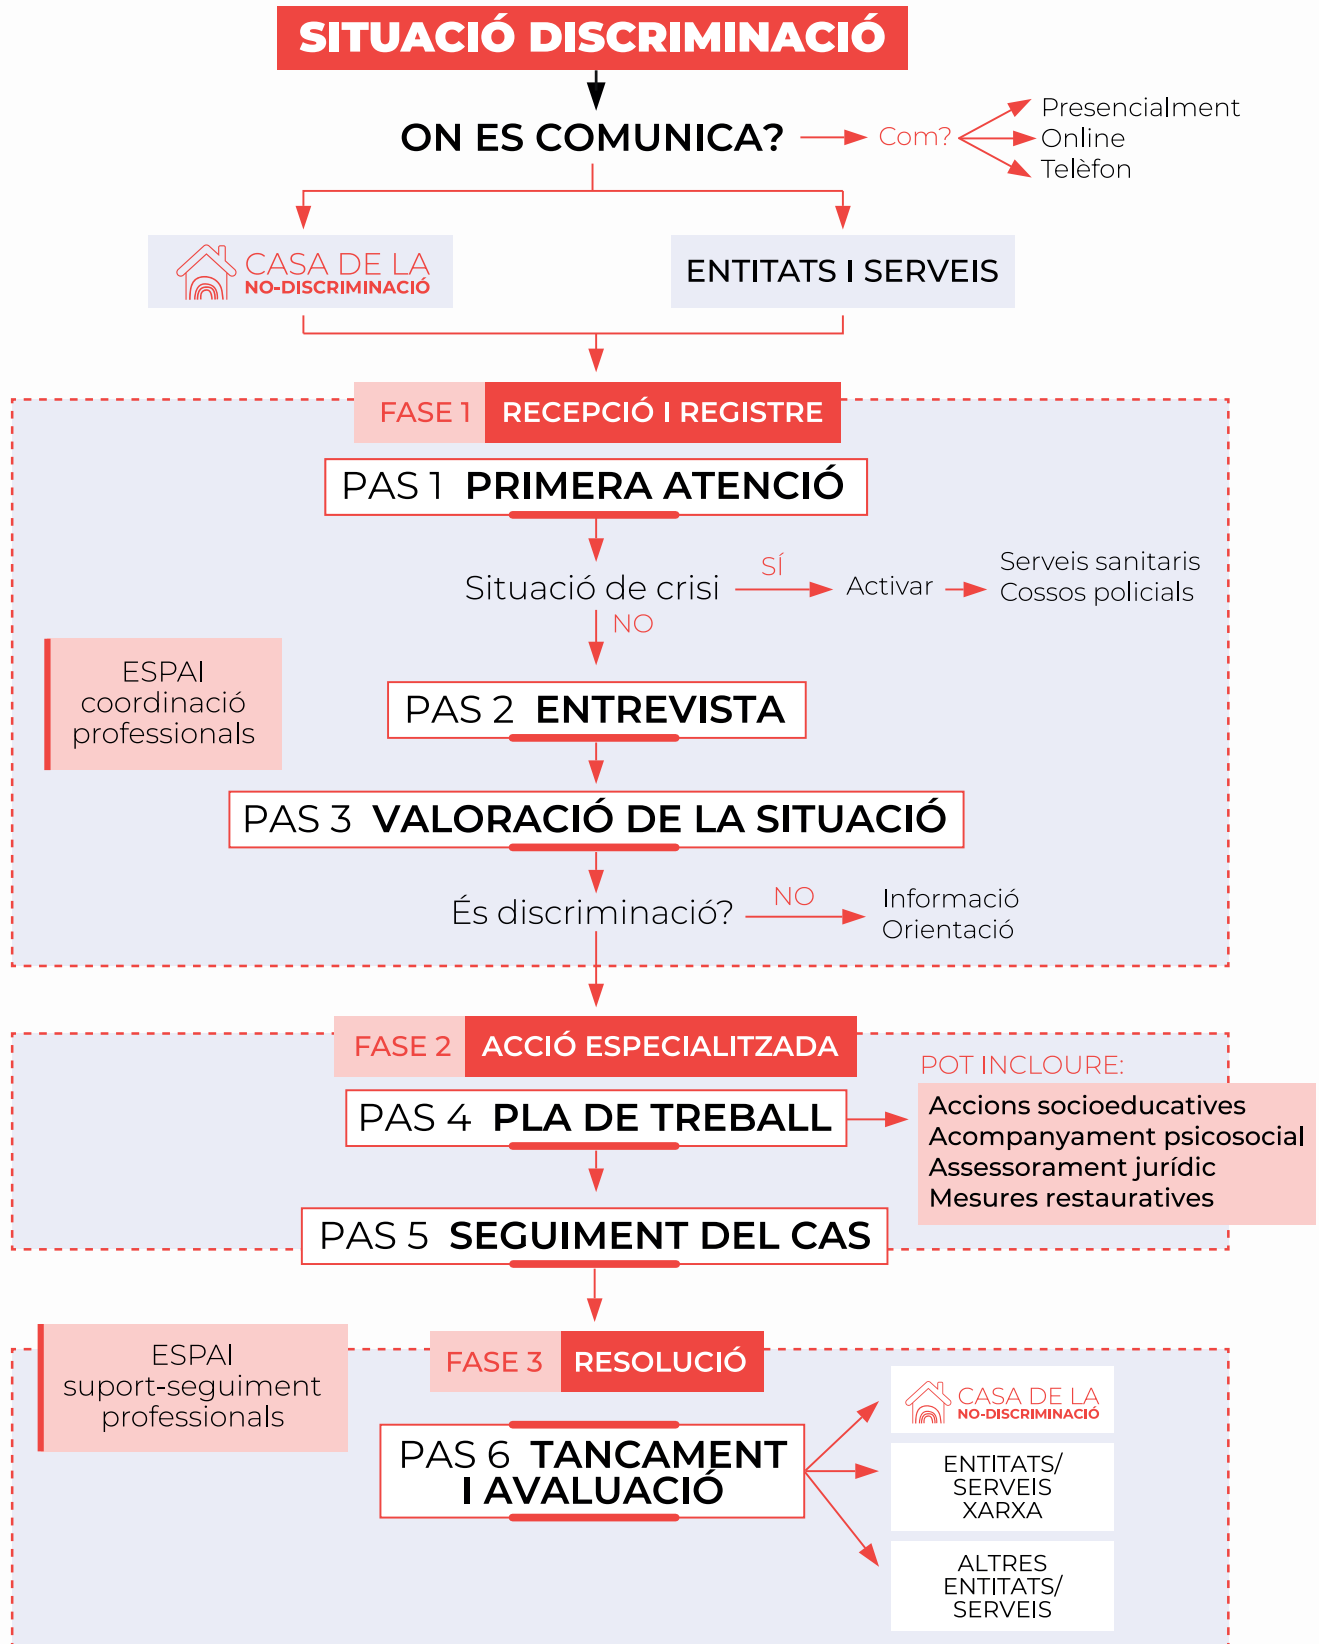 SITUACIÓ DISCRIMINACIÓ
ON ES COMUNICA?
Com?
Presencialment
Online
Telèfon
CASA DE LA
NO-DISCRIMINACIÓ
ENTITATS I SERVEIS
FASE 1 RECEPCIÓ I REGISTRE
PAS 1 PRIMERA ATENCIÓ
Situació de crisi
SÍ
Activar
Serveis sanitaris
Cossos policials
NO
ESPAI
coordinació
professionals
PAS 2 ENTREVISTA
PAS 3 VALORACIÓ DE LA SITUACIÓ
És discriminació?
NO
Informació
Orientació
FASE 2 ACCIÓ ESPECIALITZADA
PAS 4 PLA DE TREBALL
POT INCLOURE:
Accions socioeducatives
Acompanyament psicosocial
Assessorament jurídic
Mesures restauratives
PAS 5 SEGUIMENT DEL CAS
ESPAI
suport-seguiment
professionals
FASE 3 RESOLUCIÓ
PAS 6 TANCAMENT
I AVALUACIÓ
CASA DE LA
NO-DISCRIMINACIÓ
ENTITATS/
SERVEIS
XARXA
ALTRES
ENTITATS/
SERVEIS